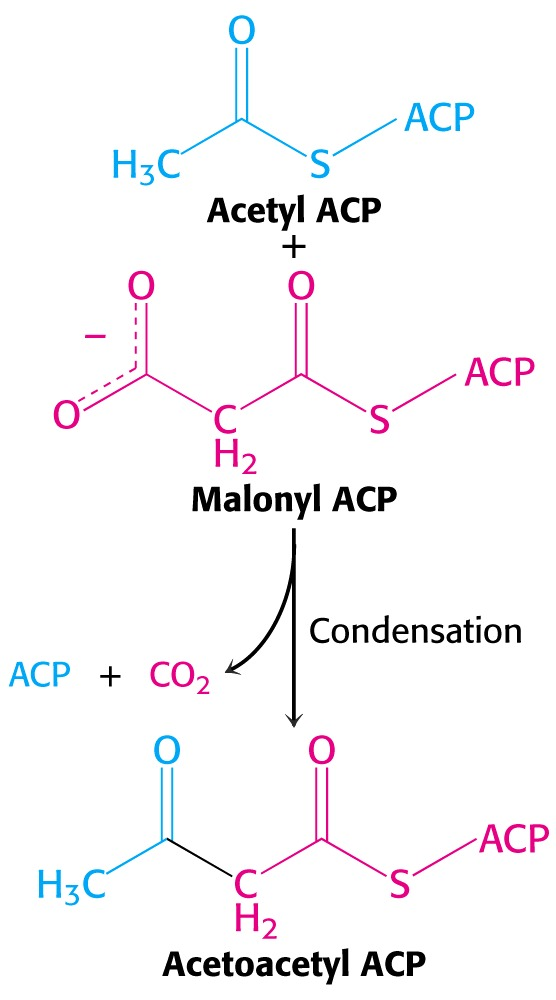 O
ACP
H₃C
S
Acetyl ACP
+
O
O
−
ACP
O
C
S
H₂
Malonyl ACP
Condensation
ACP + CO₂
O
O
ACP
H₃C
C
S
H₂
Acetoacetyl ACP